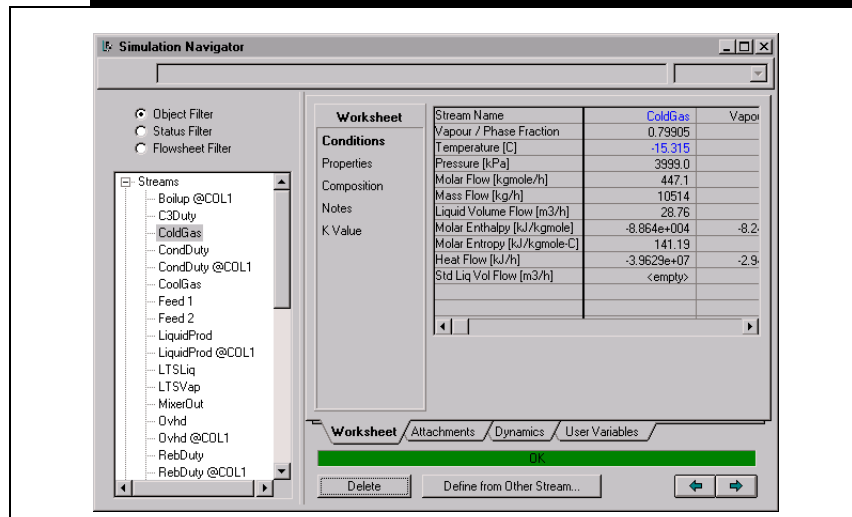 Simulation Navigator
Object Filter
Status Filter
Flowsheet Filter
Streams
Boilup @COL1
C3Duty
ColdGas
CondDuty
CondDuty @COL1
CoolGas
Feed 1
Feed 2
LiquidProd
LiquidProd @COL1
LTSLiq
LTSVap
MixerOut
Ovhd
Ovhd @COL1
RebDuty
RebDuty @COL1
Worksheet
Conditions
Properties
Composition
Notes
K Value
Stream Name ColdGas Vapou
Vapour / Phase Fraction 0.79905
Temperature [C] -15.315
Pressure [kPa] 3999.0
Molar Flow [kgmole/h] 447.1
Mass Flow [kg/h] 10514
Liquid Volume Flow [m3/h] 28.76
Molar Enthalpy [kJ/kgmole] -8.864e+004 -8.2
Molar Entropy [kJ/kgmole-C] 141.19
Heat Flow [kJ/h] -3.9629e+07 -2.9
Std Liq Vol Flow [m3/h] <empty>
Worksheet Attachments Dynamics User Variables
OK
Delete Define from Other Stream...